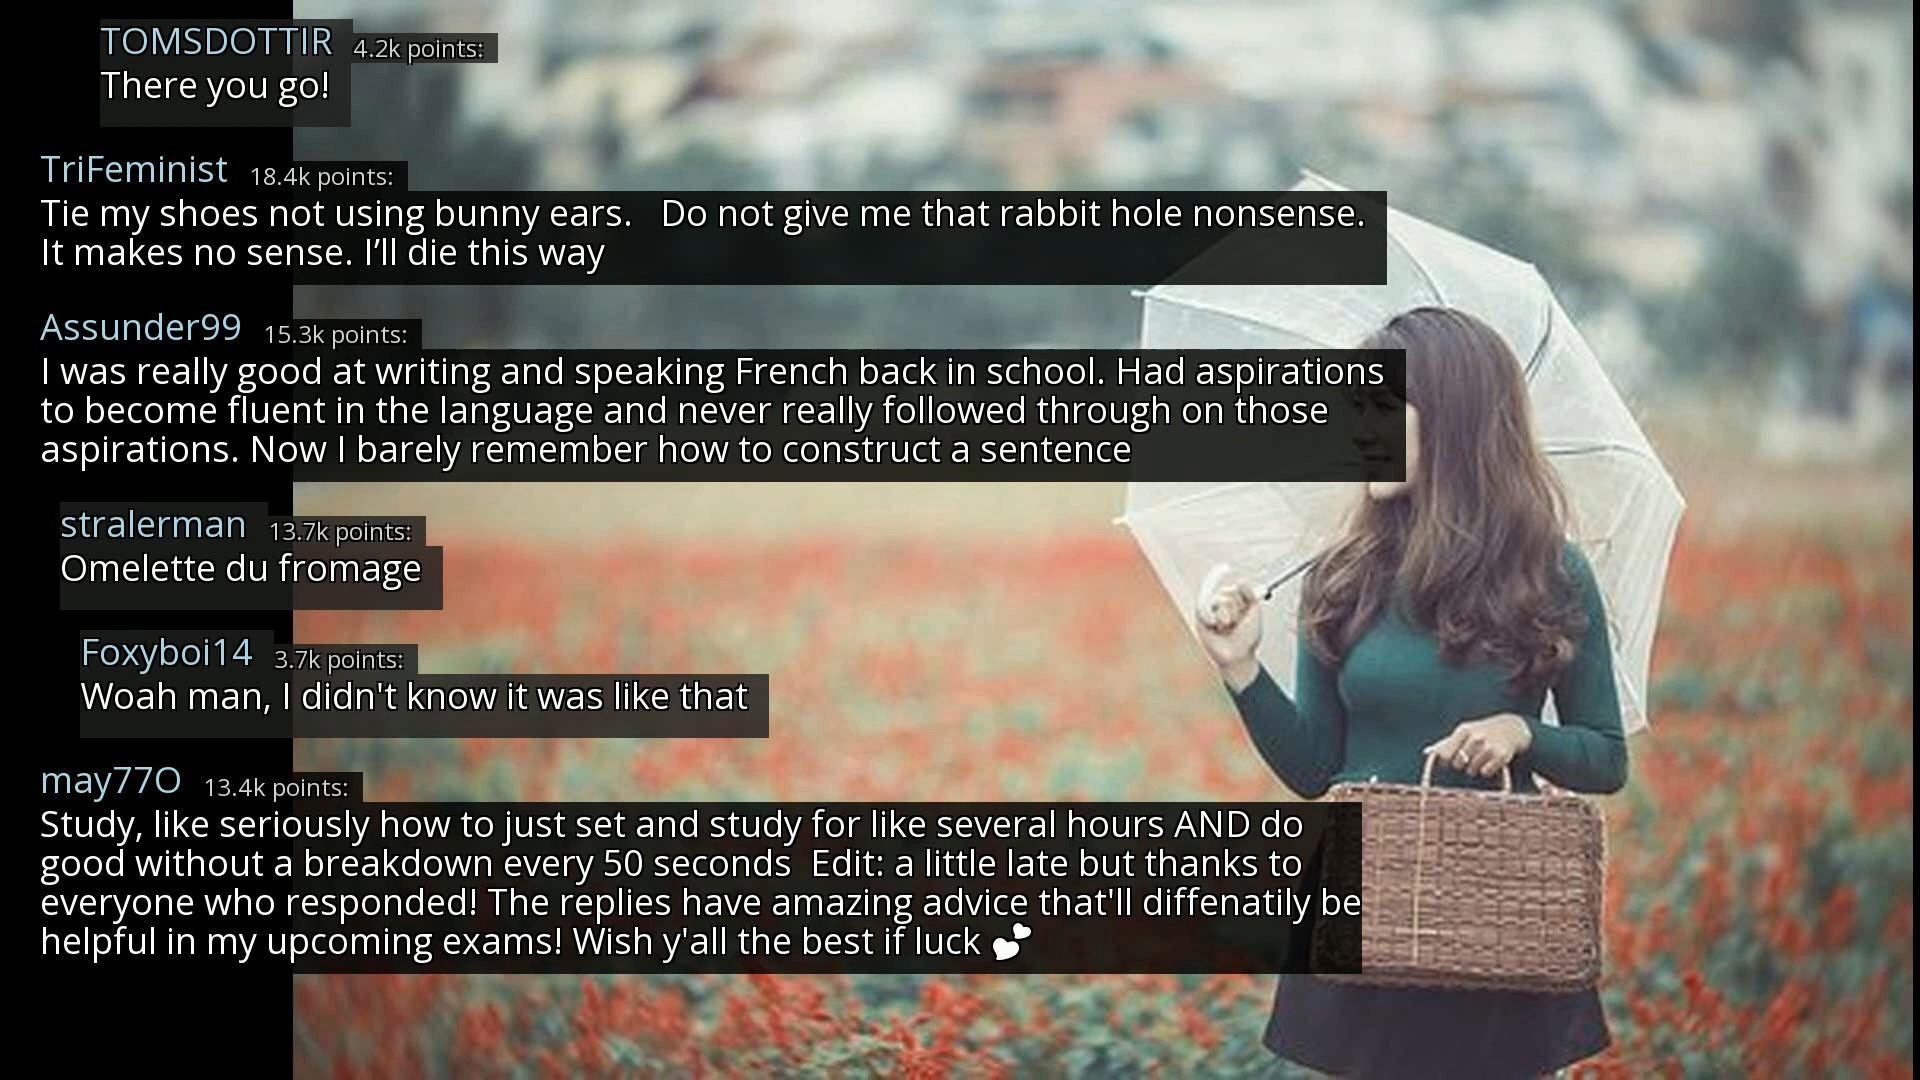 TOMSDOTTIR 4.2k points:
There you go!
TriFeminist 18.4k points:
Tie my shoes not using bunny ears.   Do not give me that rabbit hole nonsense.
It makes no sense. I’ll die this way
Assunder99 15.3k points:
I was really good at writing and speaking French back in school. Had aspirations
to become fluent in the language and never really followed through on those
aspirations. Now I barely remember how to construct a sentence
stralerman 13.7k points:
Omelette du fromage
Foxyboi14 3.7k points:
Woah man, I didn't know it was like that
may77O 13.4k points:
Study, like seriously how to just set and study for like several hours AND do
good without a breakdown every 50 seconds  Edit: a little late but thanks to
everyone who responded! The replies have amazing advice that'll diffenatily be
helpful in my upcoming exams! Wish y'all the best if luck 💕